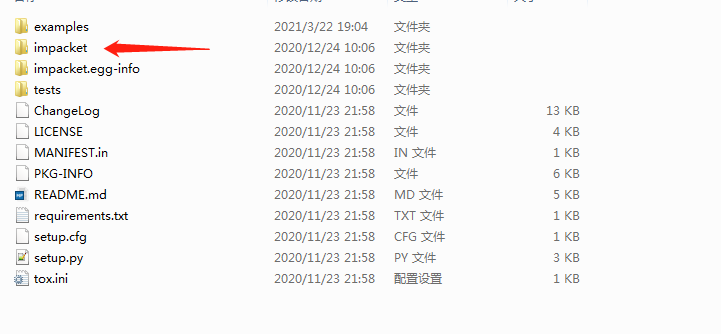 examples 2021/3/22 19:04 文件夹
impacket 2020/12/24 10:06 文件夹
impacket.egg-info 2020/12/24 10:06 文件夹
tests 2020/12/24 10:06 文件夹
ChangeLog 2020/11/23 21:58 文件 13 KB
LICENSE 2020/11/23 21:58 文件 4 KB
MANIFEST.in 2020/11/23 21:58 IN 文件 1 KB
PKG-INFO 2020/11/23 21:58 文件 6 KB
README.md 2020/11/23 21:58 MD 文件 5 KB
requirements.txt 2020/11/23 21:58 TXT 文件 1 KB
setup.cfg 2020/11/23 21:58 CFG 文件 1 KB
setup.py 2020/11/23 21:58 PY 文件 3 KB
tox.ini 2020/11/23 21:58 配置设置 1 KB